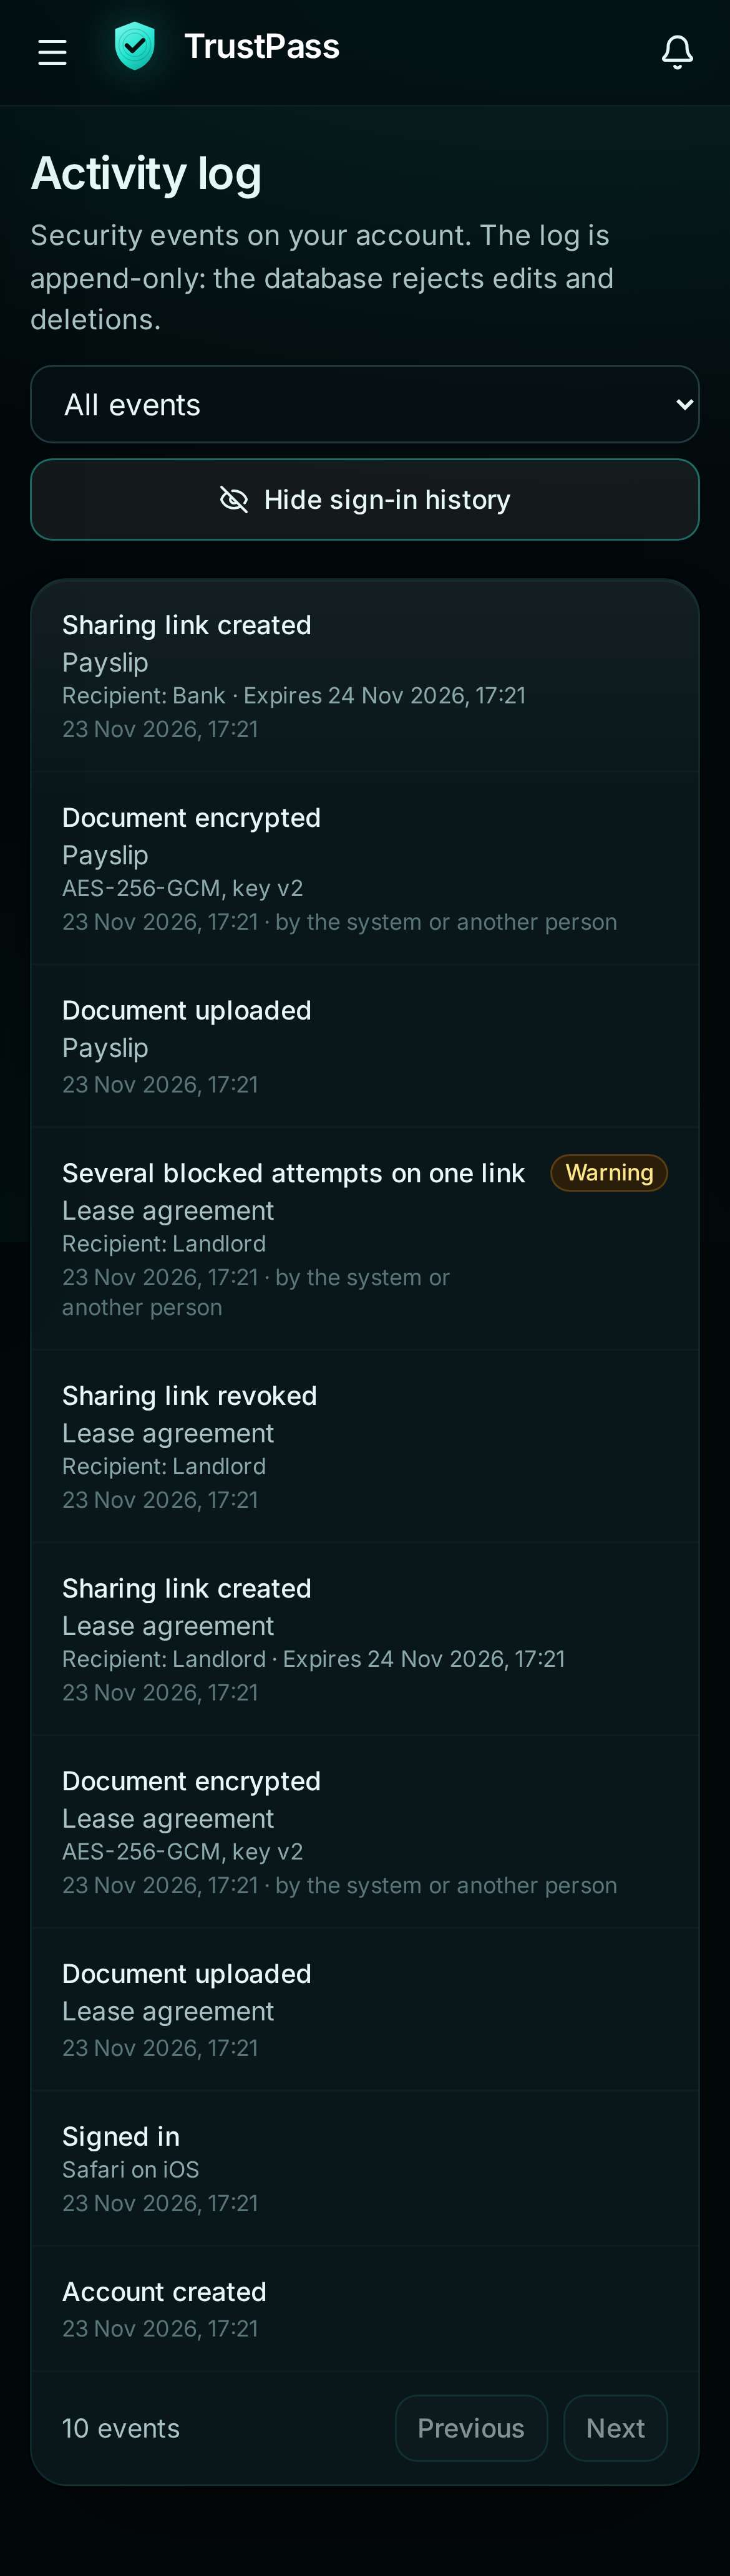 TrustPass
Activity log
Security events on your account. The log is
append-only: the database rejects edits and
deletions.
All events
Hide sign-in history
Sharing link created
Payslip
Recipient: Bank · Expires 24 Nov 2026, 17:21
23 Nov 2026, 17:21
Document encrypted
Payslip
AES-256-GCM, key v2
23 Nov 2026, 17:21 · by the system or another person
Document uploaded
Payslip
23 Nov 2026, 17:21
Several blocked attempts on one link Warning
Lease agreement
Recipient: Landlord
23 Nov 2026, 17:21 · by the system or
another person
Sharing link revoked
Lease agreement
Recipient: Landlord
23 Nov 2026, 17:21
Sharing link created
Lease agreement
Recipient: Landlord · Expires 24 Nov 2026, 17:21
23 Nov 2026, 17:21
Document encrypted
Lease agreement
AES-256-GCM, key v2
23 Nov 2026, 17:21 · by the system or another person
Document uploaded
Lease agreement
23 Nov 2026, 17:21
Signed in
Safari on iOS
23 Nov 2026, 17:21
Account created
23 Nov 2026, 17:21
10 events Previous Next